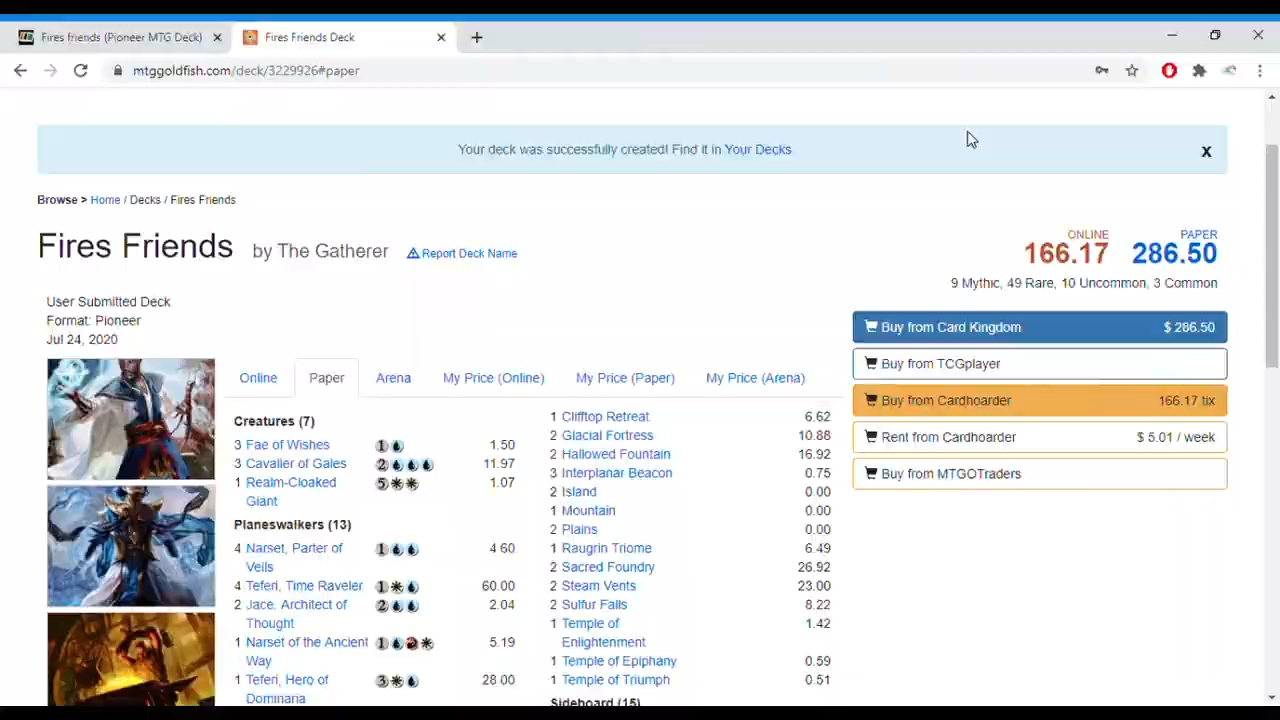 Fires friends (Pioneer MTG Deck)
Fires Friends Deck
mtggoldfish.com/deck/3229926#paper
Your deck was successfully created! Find it in Your Decks
x
Browse > Home / Decks / Fires Friends
Fires Friends by The Gatherer Report Deck Name
ONLINE PAPER
166.17 286.50
9 Mythic, 49 Rare, 10 Uncommon, 3 Common
User Submitted Deck
Format: Pioneer
Jul 24, 2020
Buy from Card Kingdom $ 286.50
Buy from TCGplayer
Buy from Cardhoarder 166.17 tix
Rent from Cardhoarder $ 5.01 / week
Buy from MTGOTraders
Online Paper Arena My Price (Online) My Price (Paper) My Price (Arena)
Creatures (7)
3 Fae of Wishes 1 1.50
3 Cavalier of Gales 2 11.97
1 Realm-Cloaked 5 1.07
Giant
Planeswalkers (13)
4 Narset, Parter of 1 4.60
Veils
4 Teferi, Time Raveler 1 60.00
2 Jace, Architect of 2 2.04
Thought
1 Narset of the Ancient 1 5.19
Way
1 Teferi, Hero of 3 28.00
Dominaria
1 Clifftop Retreat 6.62
2 Glacial Fortress 10.88
2 Hallowed Fountain 16.92
3 Interplanar Beacon 0.75
2 Island 0.00
1 Mountain 0.00
2 Plains 0.00
1 Raugrin Triome 6.49
2 Sacred Foundry 26.92
2 Steam Vents 23.00
2 Sulfur Falls 8.22
1 Temple of 1.42
Enlightenment
1 Temple of Epiphany 0.59
1 Temple of Triumph 0.51
Sideboard (15)